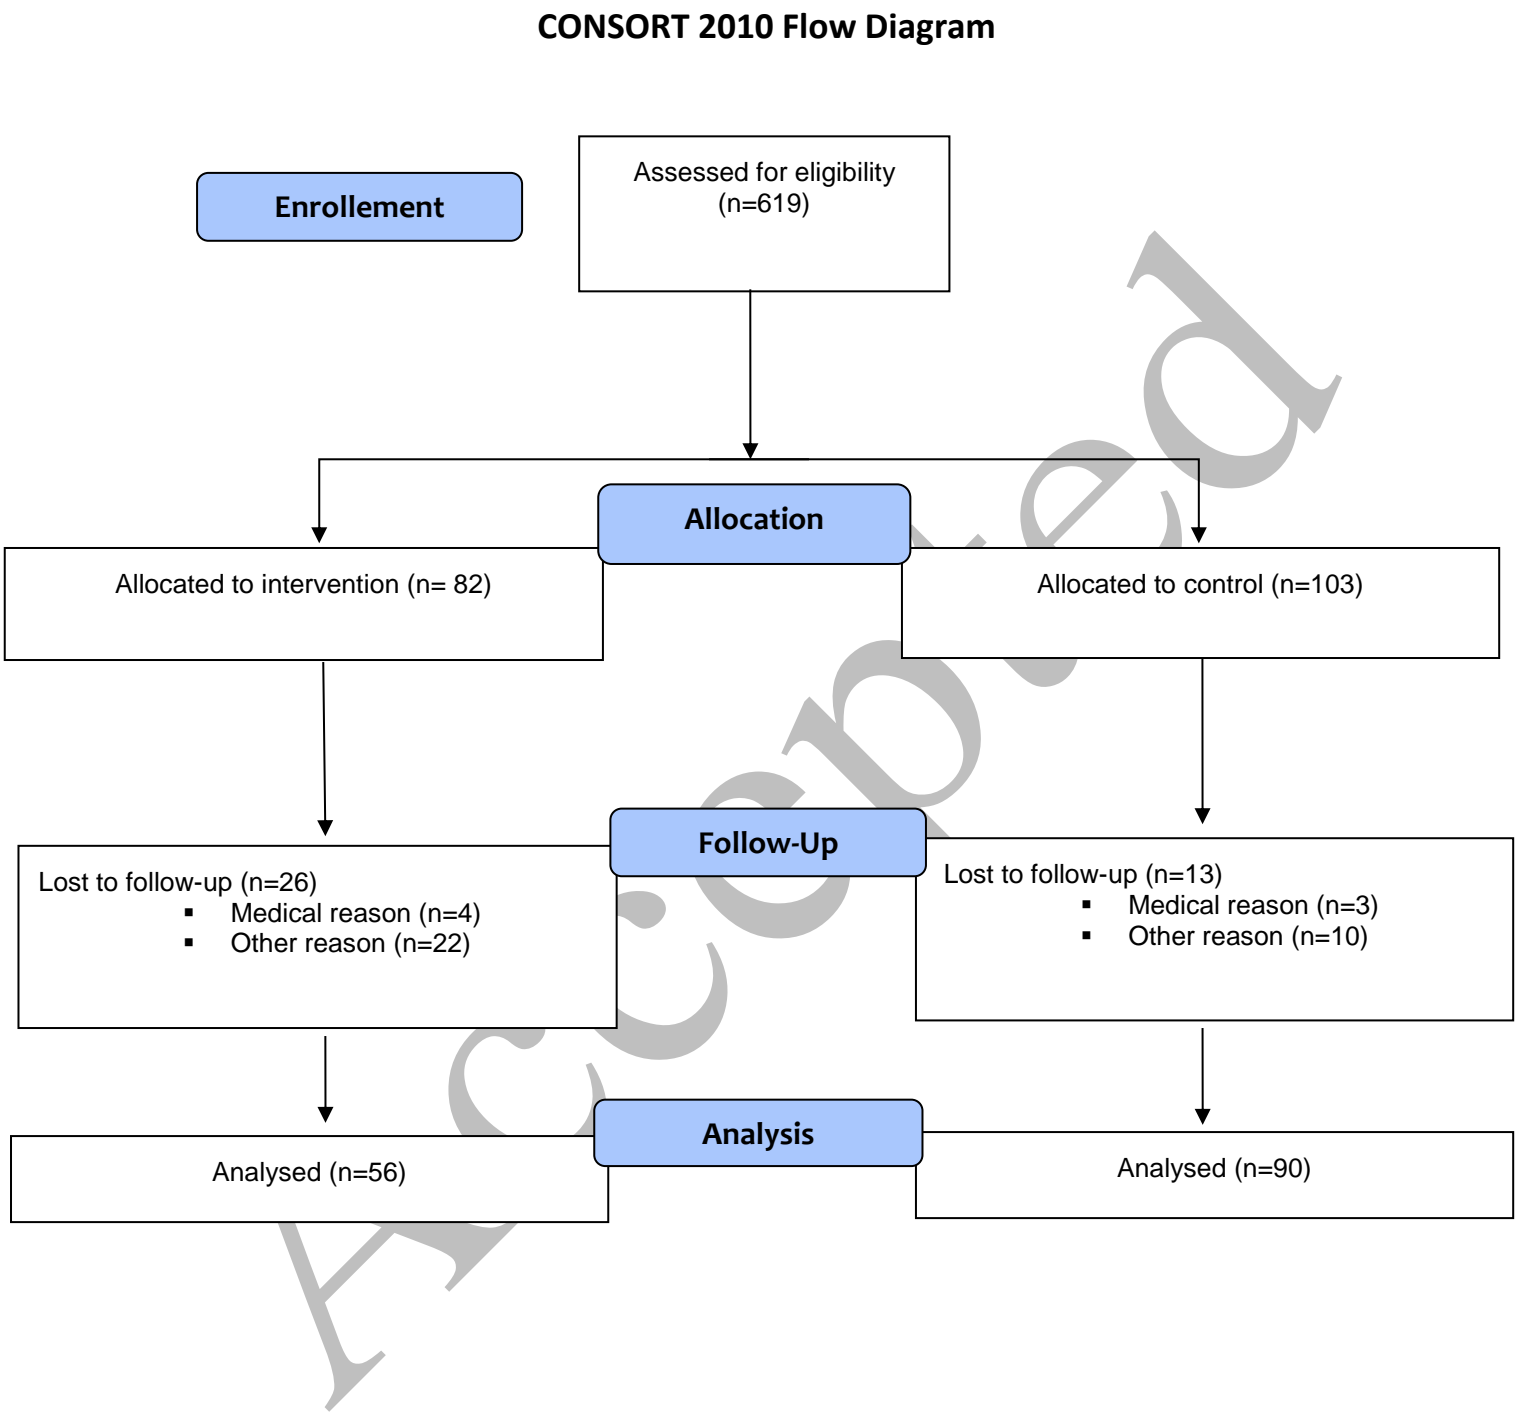 CONSORT 2010 Flow Diagram
Enrollement
Assessed for eligibility
(n=619)
Allocation
Allocated to intervention (n= 82)
Allocated to control (n=103)
Follow-Up
Lost to follow-up (n=26)
▪ Medical reason (n=4)
▪ Other reason (n=22)
Lost to follow-up (n=13)
▪ Medical reason (n=3)
▪ Other reason (n=10)
Analysis
Analysed (n=56)
Analysed (n=90)
Accepted